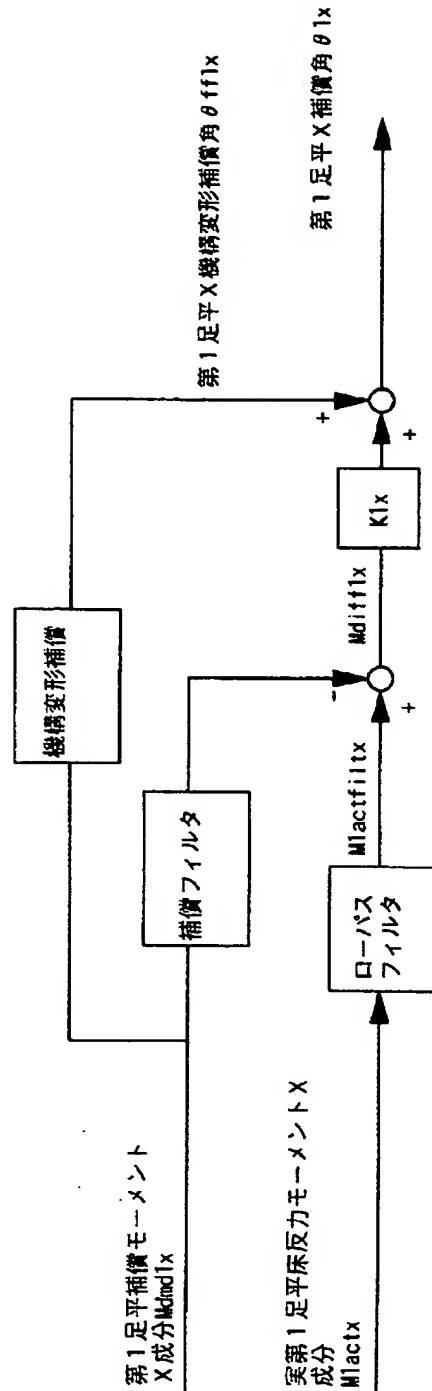 第1足平補償モーメント
X成分Mdmd1x
機構変形補償
補償フィルタ
第1足平X機構変形補償角θff1x
実第1足平床反力モーメントX
成分
M1actx
ローパス
フィルタ
M1actfiltx
+
-
Mdiff1x
K1x
+
+
第1足平X補償角θ1x